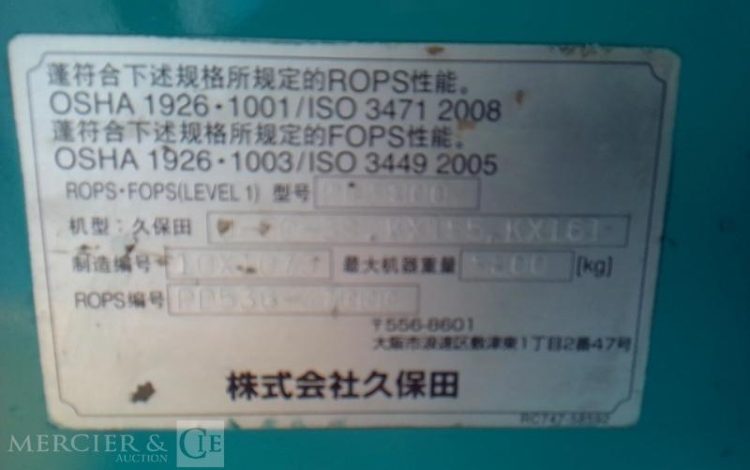 蓬符合下述规格所规定的ROPS性能。
OSHA 1926・1001/ISO 3471 2008
蓬符合下述规格所规定的FOPS性能。
OSHA 1926・1003/ISO 3449 2005
ROPS・FOPS(LEVEL 1) 型号
机型：久保田 KX155,KX161
制造编号 最大机器重量 [kg]
ROPS编号
〒556-8601
大阪市浪速区敷津東1丁目2番47号
株式会社久保田
RC747-58592
MERCIER & CIE
AUCTION